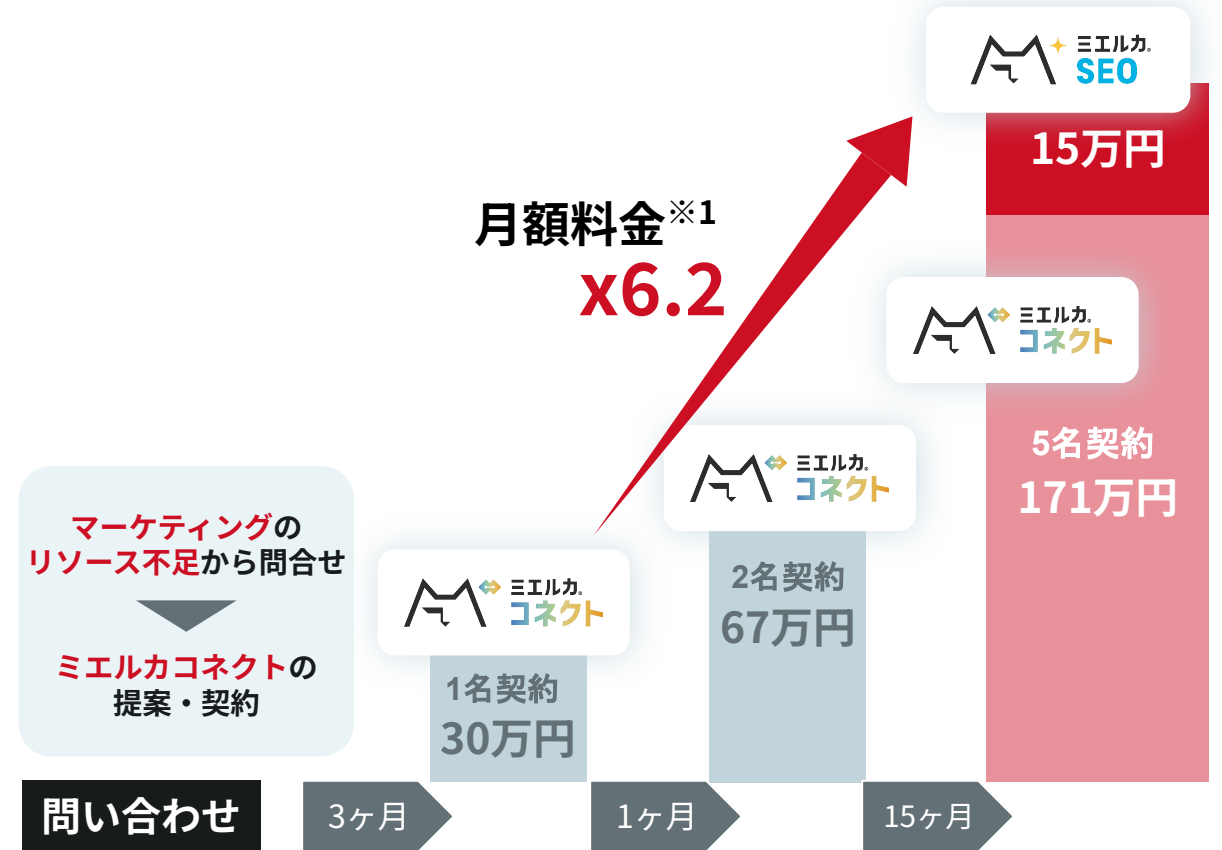 ミエルカ®
SEO
15万円
月額料金※1
x6.2
ミエルカ®
コネクト
5名契約
171万円
ミエルカ®
コネクト
2名契約
67万円
マーケティングの
リソース不足から問合せ
ミエルカコネクトの
提案・契約
ミエルカ®
コネクト
1名契約
30万円
問い合わせ
3ヶ月
1ヶ月
15ヶ月